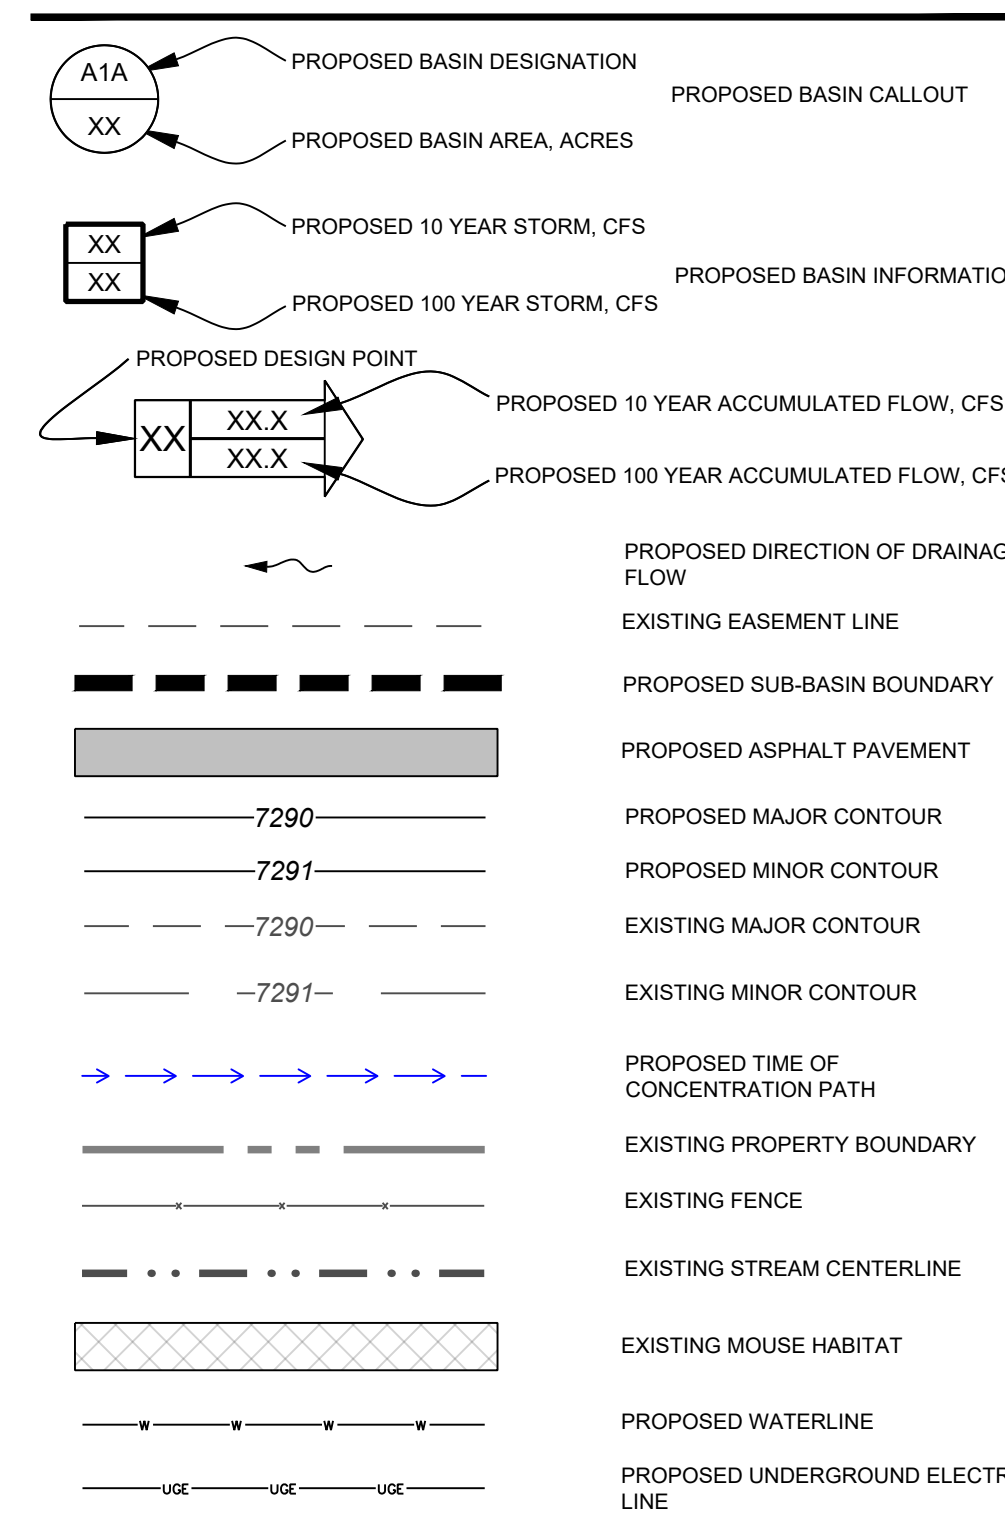 A1A
XX
PROPOSED BASIN DESIGNATION
PROPOSED BASIN CALLOUT
PROPOSED BASIN AREA, ACRES
XX
XX
PROPOSED 10 YEAR STORM, CFS
PROPOSED BASIN INFORMATIO
PROPOSED 100 YEAR STORM, CFS
PROPOSED DESIGN POINT
XX
XX.X
XX.X
PROPOSED 10 YEAR ACCUMULATED FLOW, CFS
PROPOSED 100 YEAR ACCUMULATED FLOW, CFS
PROPOSED DIRECTION OF DRAINAG
FLOW
EXISTING EASEMENT LINE
PROPOSED SUB-BASIN BOUNDARY
PROPOSED ASPHALT PAVEMENT
7290
PROPOSED MAJOR CONTOUR
7291
PROPOSED MINOR CONTOUR
7290
EXISTING MAJOR CONTOUR
7291
EXISTING MINOR CONTOUR
PROPOSED TIME OF
CONCENTRATION PATH
EXISTING PROPERTY BOUNDARY
x x x
EXISTING FENCE
EXISTING STREAM CENTERLINE
EXISTING MOUSE HABITAT
W W W W
PROPOSED WATERLINE
UGE UGE UGE
PROPOSED UNDERGROUND ELECTR
LINE